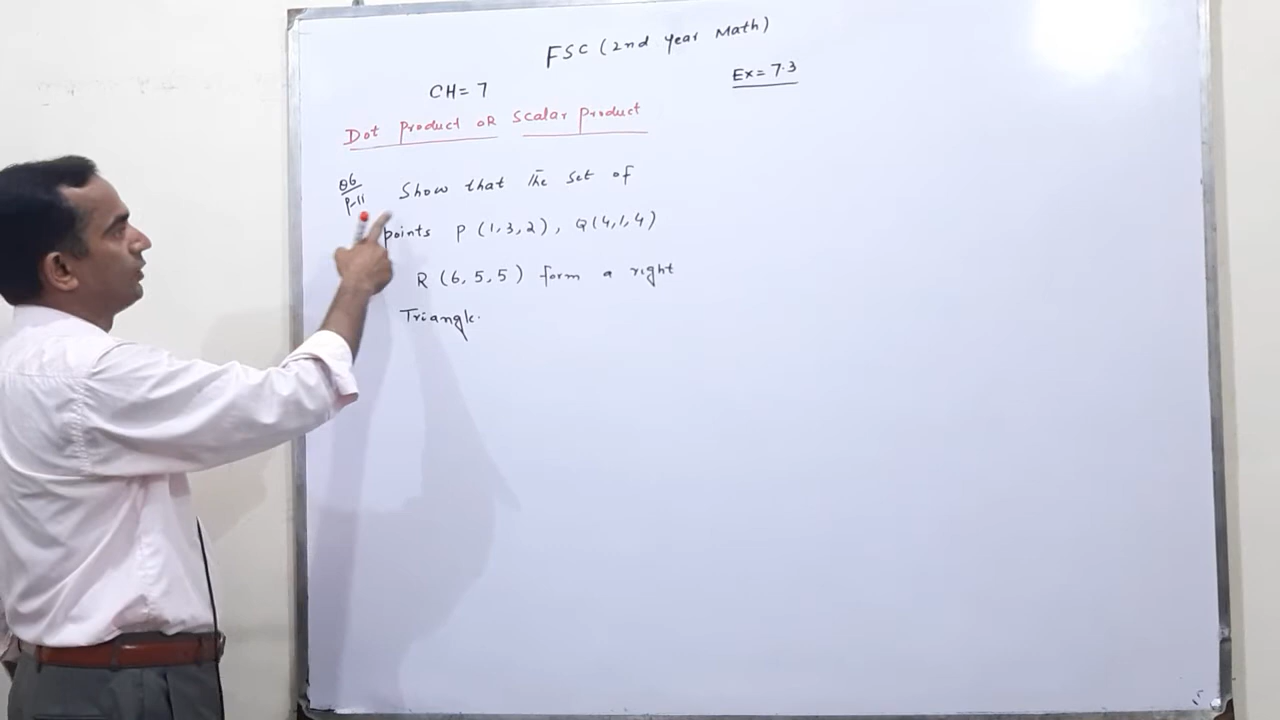 FSC (2nd Year Math)
Ex = 7.3
CH = 7
Dot Product OR Scalar Product
Q6
P-II
Show that the set of
points P (1,3,2), Q(4,1,4)
R (6,5,5) form a right
Triangle.